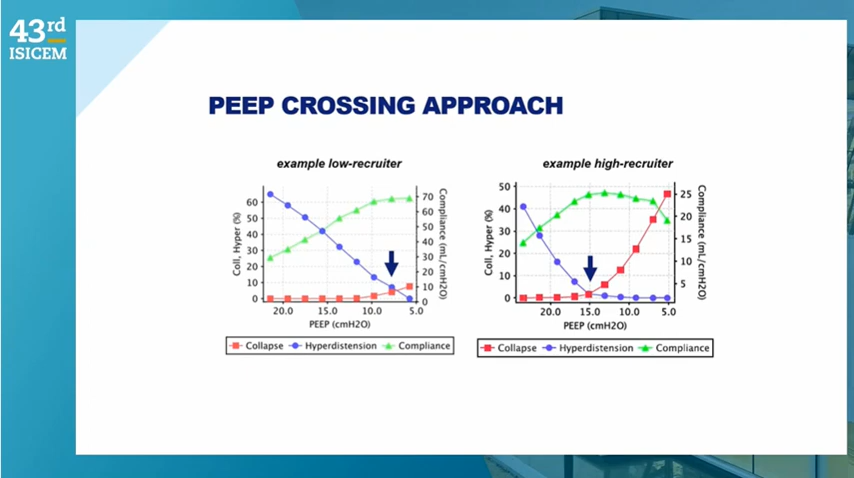 43rd
ISICEM
PEEP CROSSING APPROACH
example low-recruiter
60
50
40
30
20
10
0
Coll, Hyper (%)
70
60
50
40
30
20
10
0
Compliance (mL/cmH2O)
20.0 15.0 10.0 5.0
PEEP (cmH2O)
Collapse Hyperdistension Compliance
example high-recruiter
50
40
30
20
10
0
Coll, Hyper (%)
25
20
15
10
5
Compliance (mL/cmH2O)
20.0 15.0 10.0 5.0
PEEP (cmH2O)
Collapse Hyperdistension Compliance